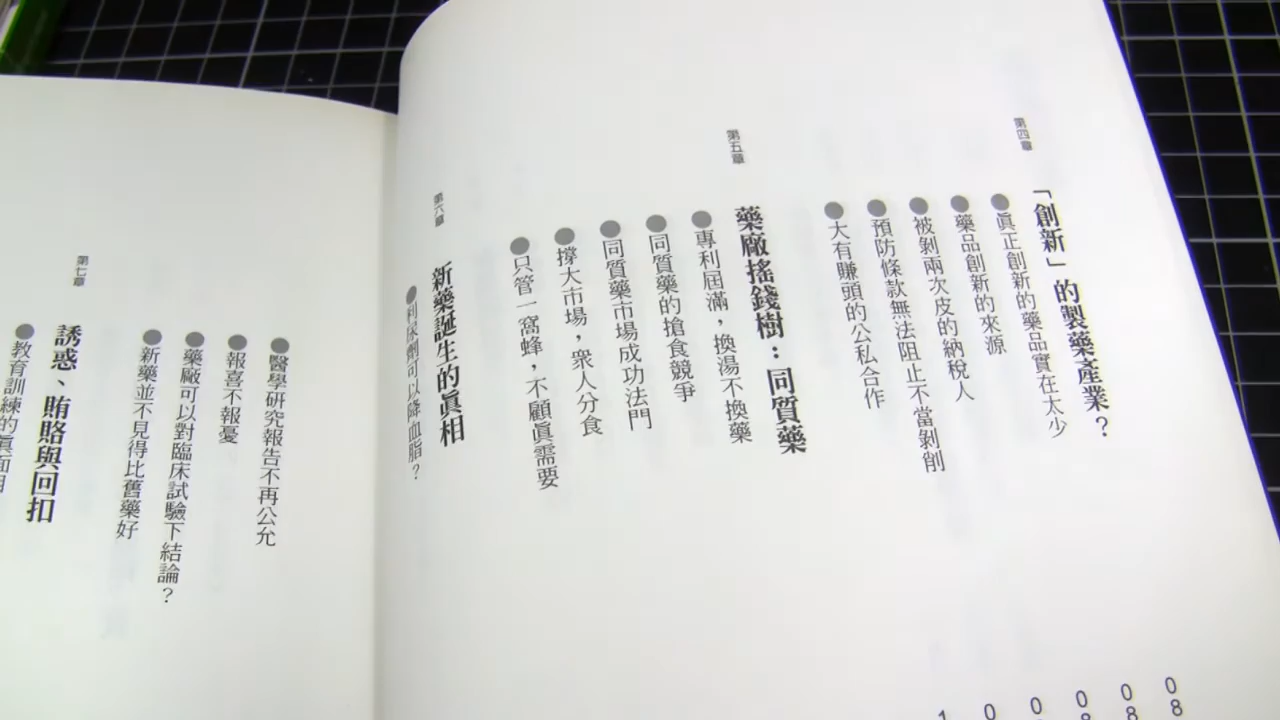 第四章
「創新」的製藥產業？
●真正創新的藥品實在太少
●藥品創新的來源
●被剝兩次皮的納稅人
●預防條款無法阻止不當剝削
●大有賺頭的公私合作
第五章
藥廠搖錢樹：同質藥
●專利屆滿，換湯不換藥
●同質藥的搶食競爭
●同質藥市場成功法門
●撐大市場，衆人分食
●只管一窩蜂，不顧真需要
第六章
新藥誕生的真相
●利尿劑可以降血脂？
●醫學研究報告不再公允
●報喜不報憂
●藥廠可以對臨床試驗下結論？
●新藥並不見得比舊藥好
第七章
誘惑、賄賂與回扣
●教育訓練的真面目